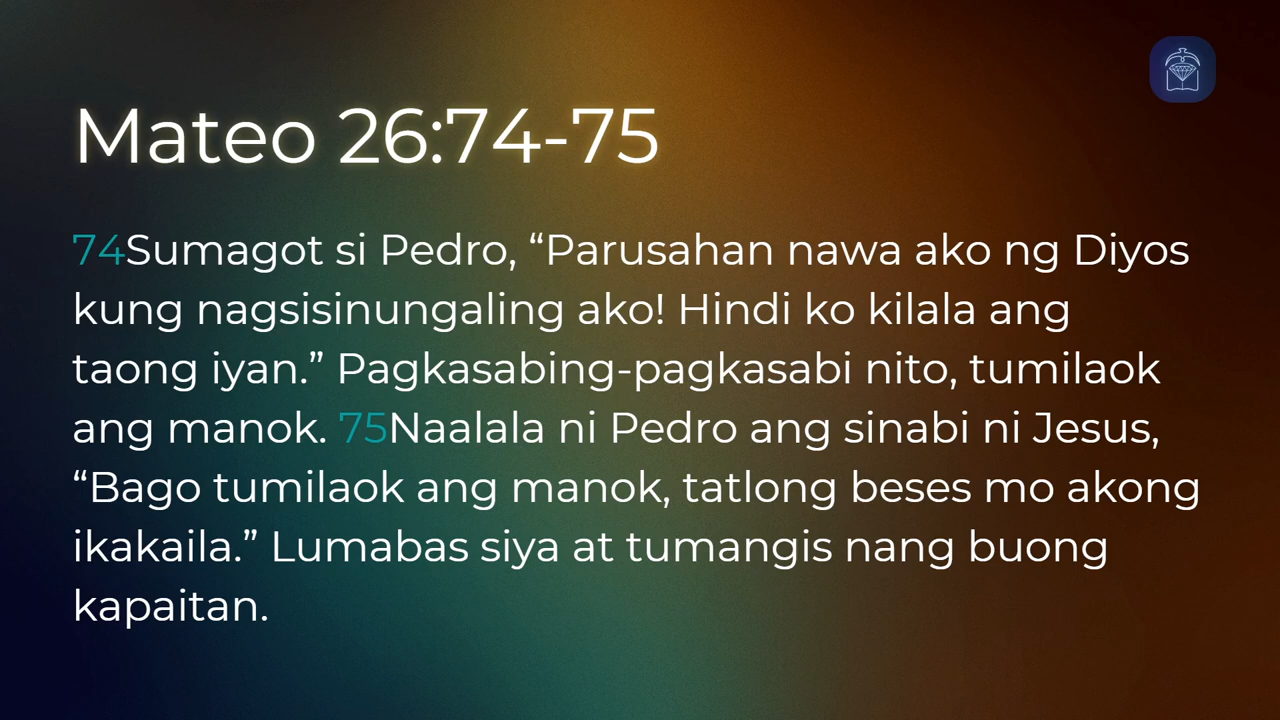 Mateo 26:74-75
74Sumagot si Pedro, “Parusahan nawa ako ng Diyos
kung nagsisinungaling ako! Hindi ko kilala ang
taong iyan.” Pagkasabing-pagkasabi nito, tumilaok
ang manok. 75Naalala ni Pedro ang sinabi ni Jesus,
“Bago tumilaok ang manok, tatlong beses mo akong
ikakaila.” Lumabas siya at tumangis nang buong
kapaitan.